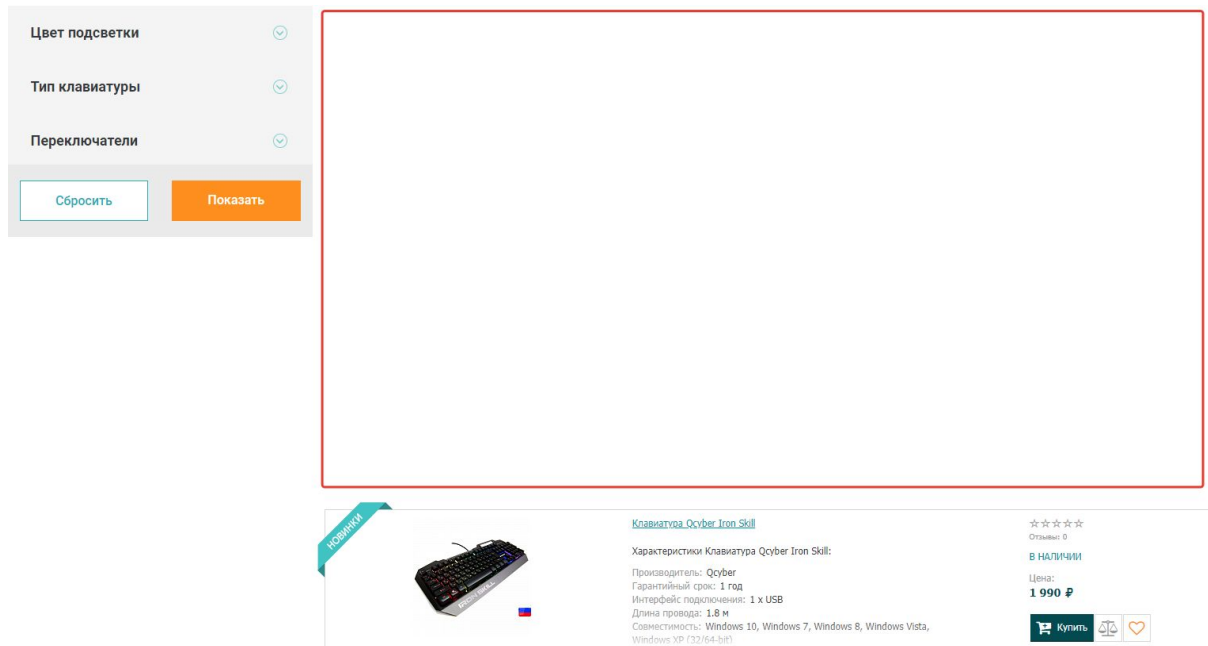 Цвет подсветки
Тип клавиатуры
Переключатели
Сбросить
Показать
НОВИНКИ
Клавиатура Qcyber Iron Skill
Характеристики Клавиатура Qcyber Iron Skill:
Производитель: Qcyber
Гарантийный срок: 1 год
Интерфейс подключения: 1 x USB
Длина провода: 1.8 м
Совместимость: Windows 10, Windows 7, Windows 8, Windows Vista,
Windows XP (32/64-bit)
Отзывы: 0
В НАЛИЧИИ
Цена:
1 990 ₽
Купить